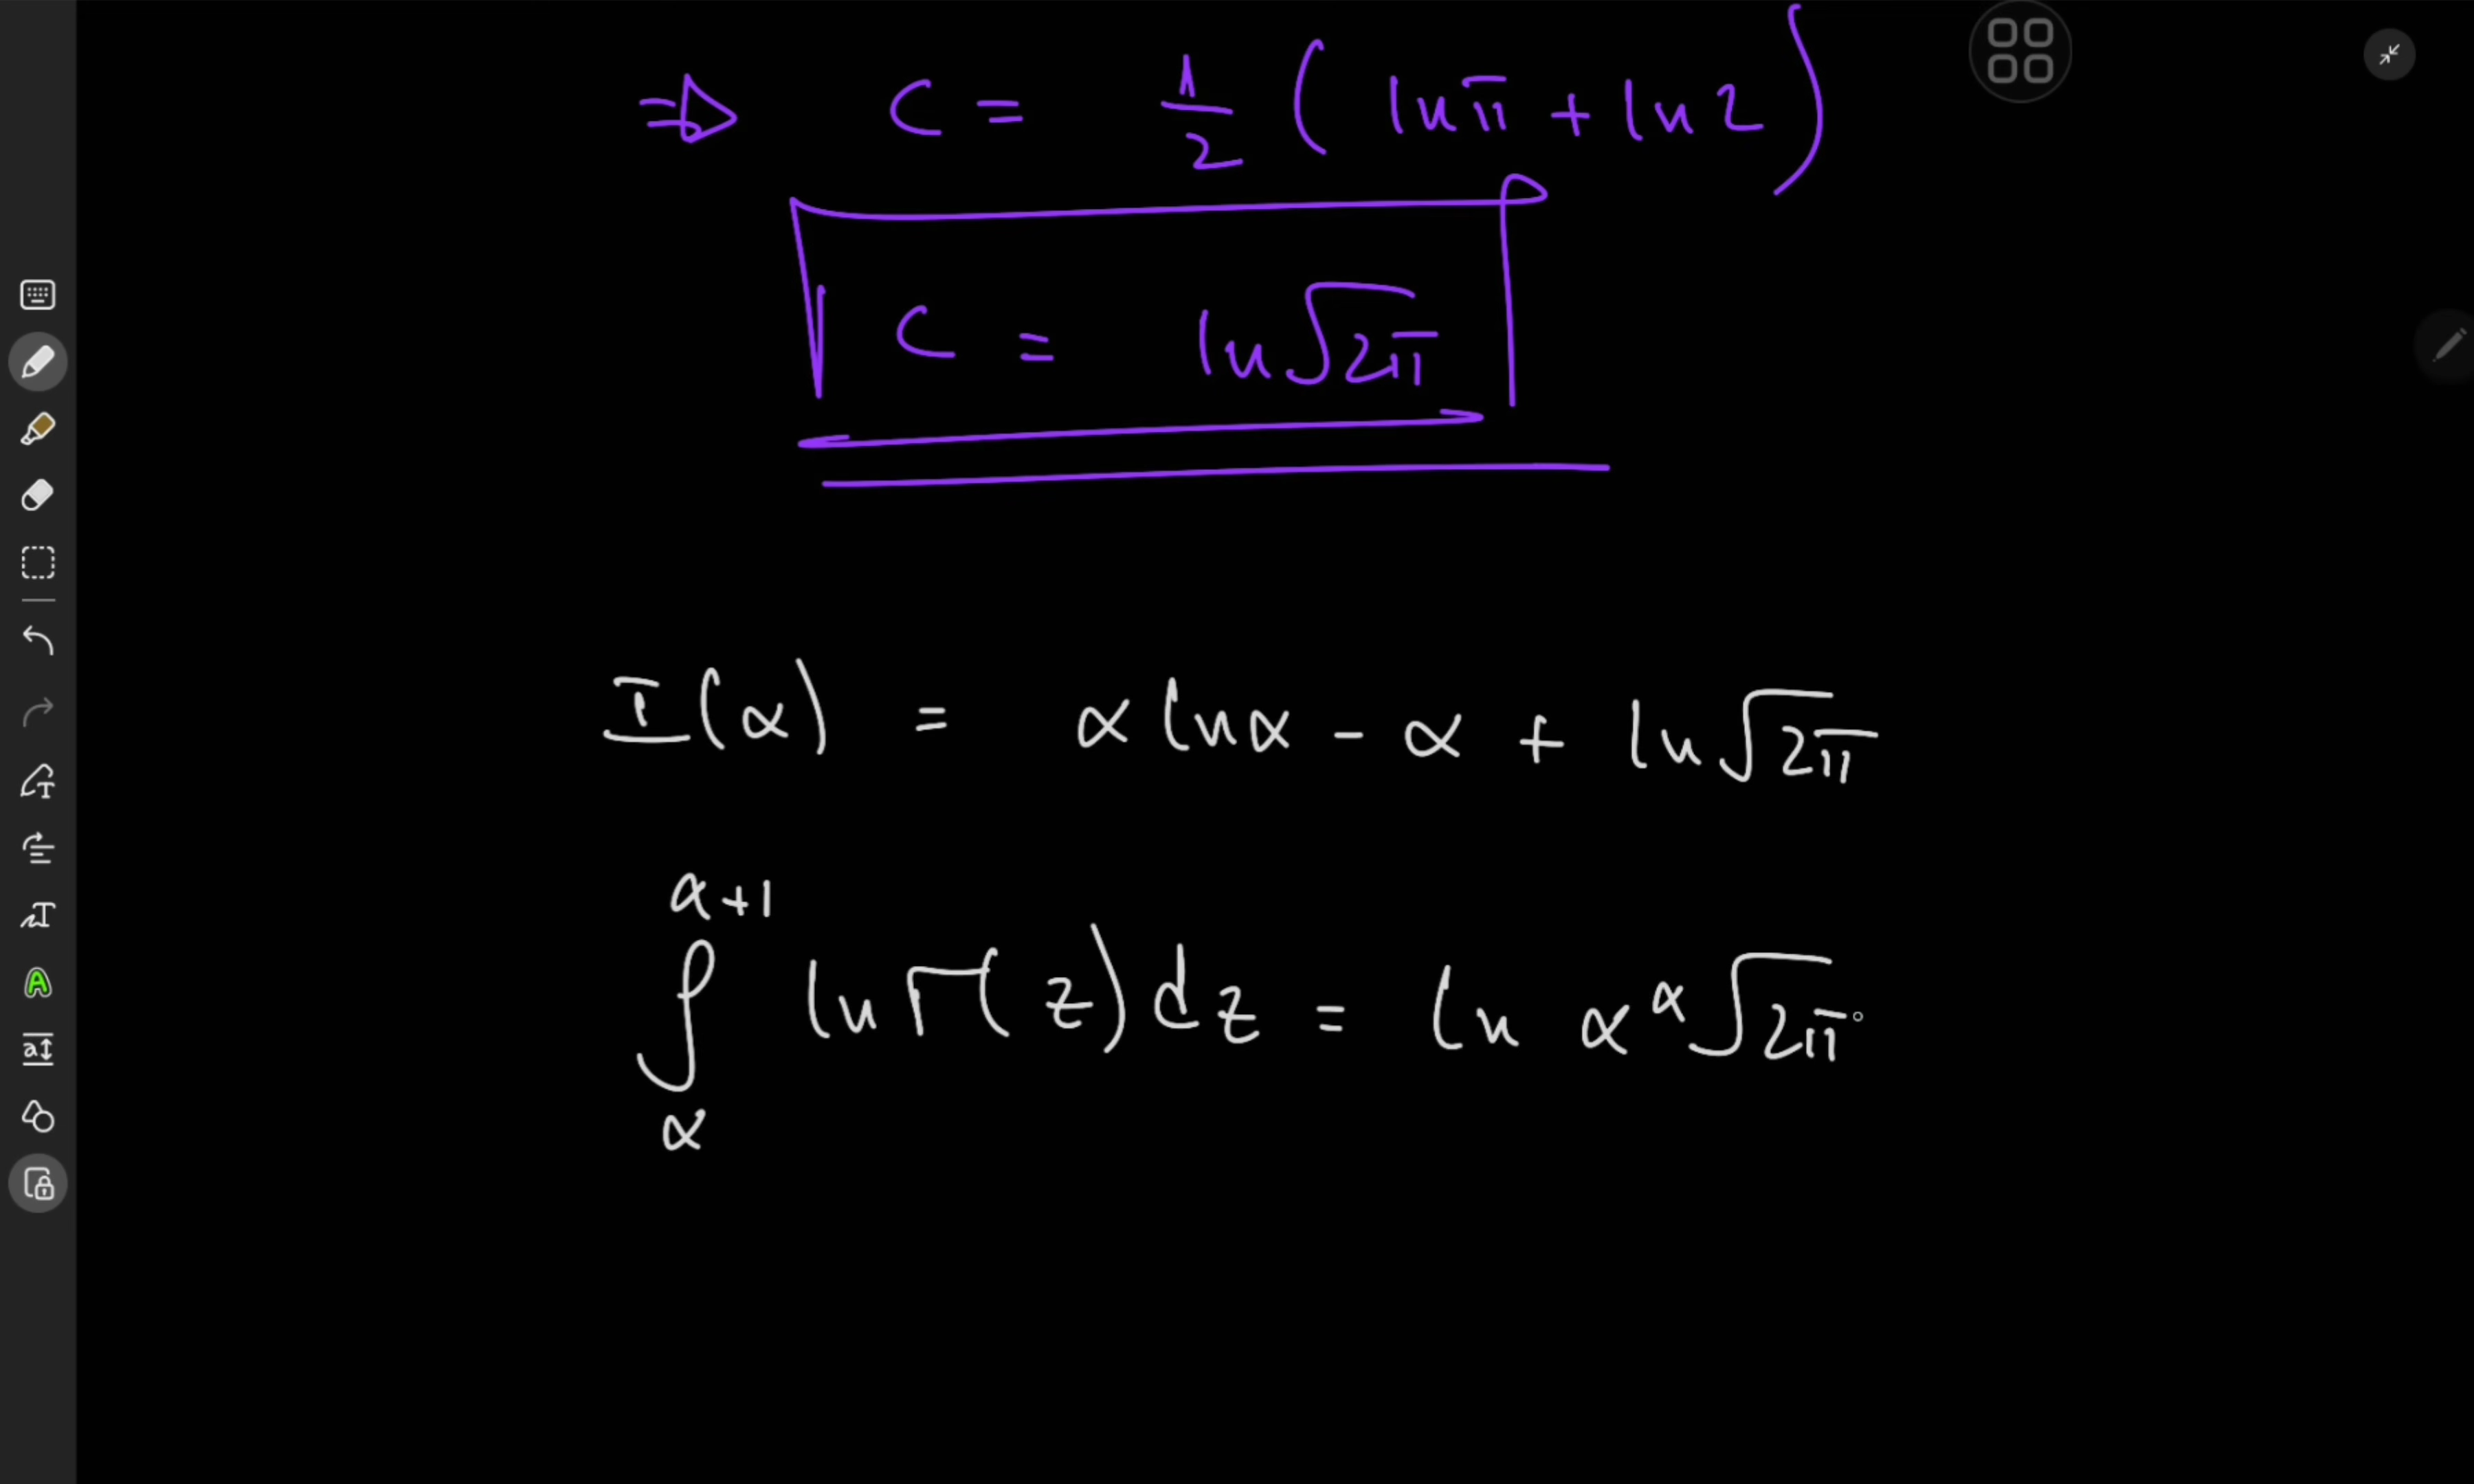 ⇒ C = 1/2 ( ln π + ln 2 )
C = ln √2π
I(α) = α ln α - α + ln √2π
∫_α^{α+1} ln Γ(z) dz = ln α^α √2π